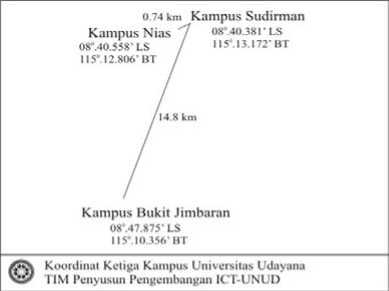 0.74 km Kampus Sudirman
Kampus Nias
08°.40.381' LS
08°.40.558' LS
115°.13.172' BT
115°.12.806' BT
14.8 km
Kampus Bukit Jimbaran
08°.47.875' LS
115°.10.356' BT
Koordinat Ketiga Kampus Universitas Udayana
TIM Penyusun Pengembangan ICT-UNUD